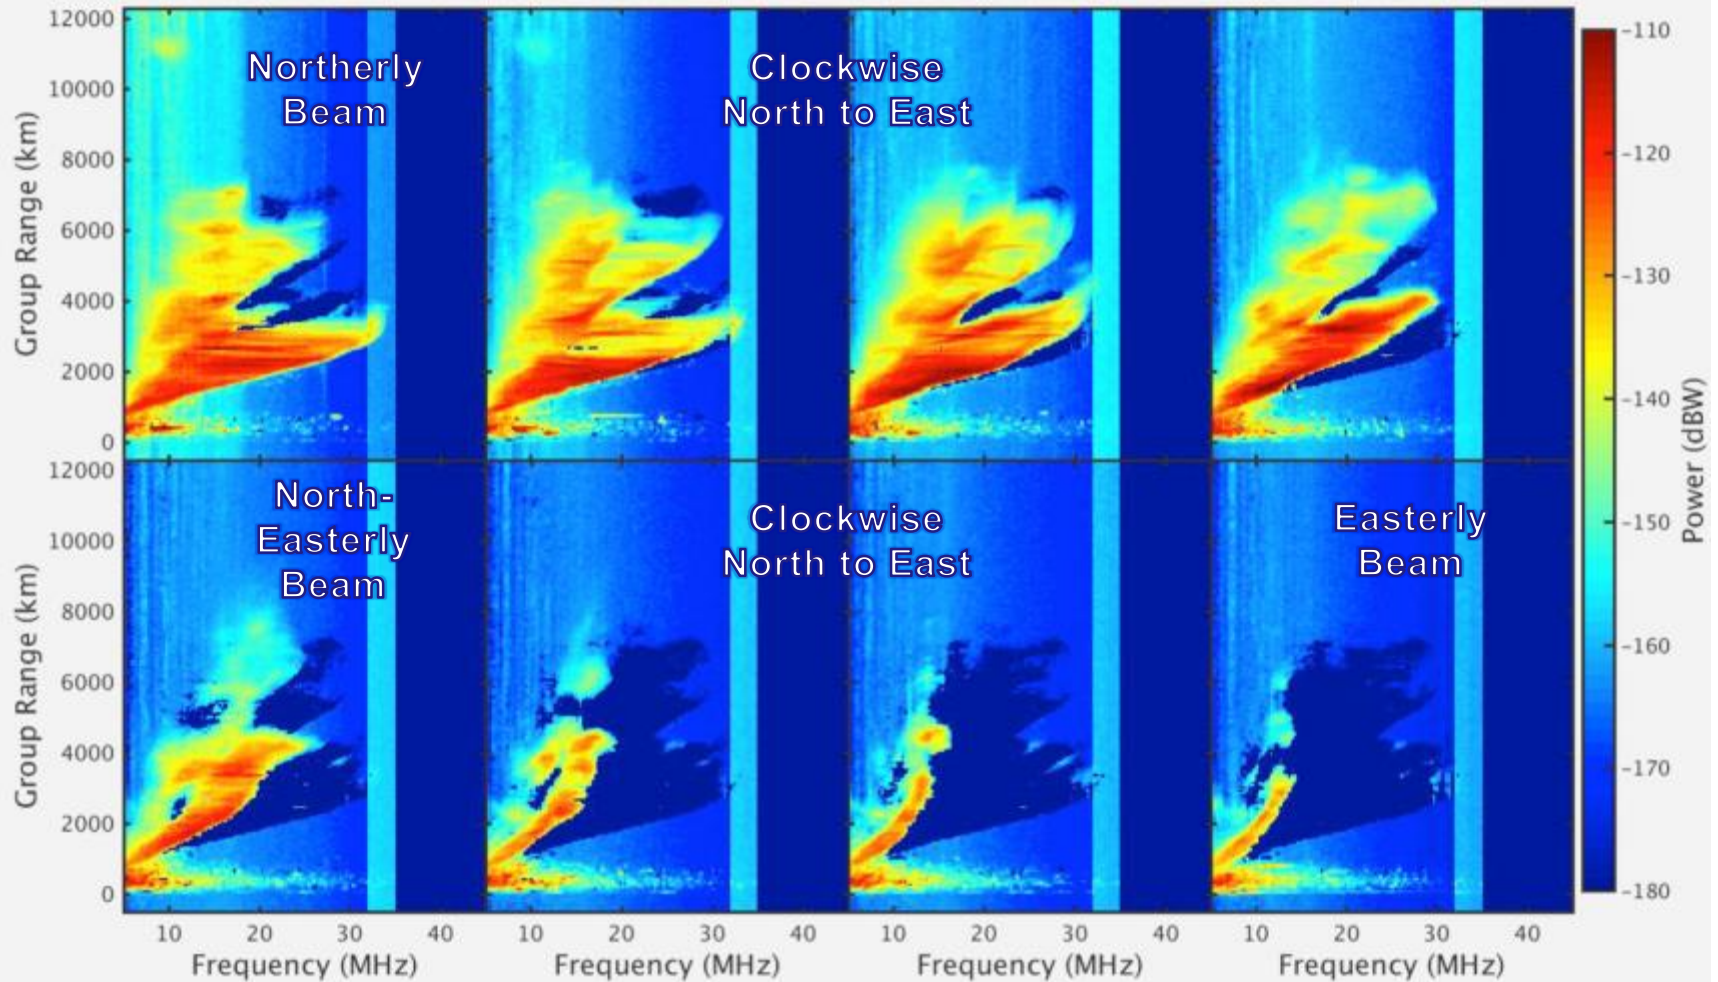 12000
10000
8000
6000
4000
2000
0
Group Range (km)
Northerly
Beam
Clockwise
North to East
12000
10000
8000
6000
4000
2000
0
Group Range (km)
North-
Easterly
Beam
Clockwise
North to East
Easterly
Beam
10 20 30 40 10 20 30 40 10 20 30 40 10 20 30 40
Frequency (MHz) Frequency (MHz) Frequency (MHz) Frequency (MHz)
-110
-120
-130
-140
-150
-160
-170
-180
Power (dBW)